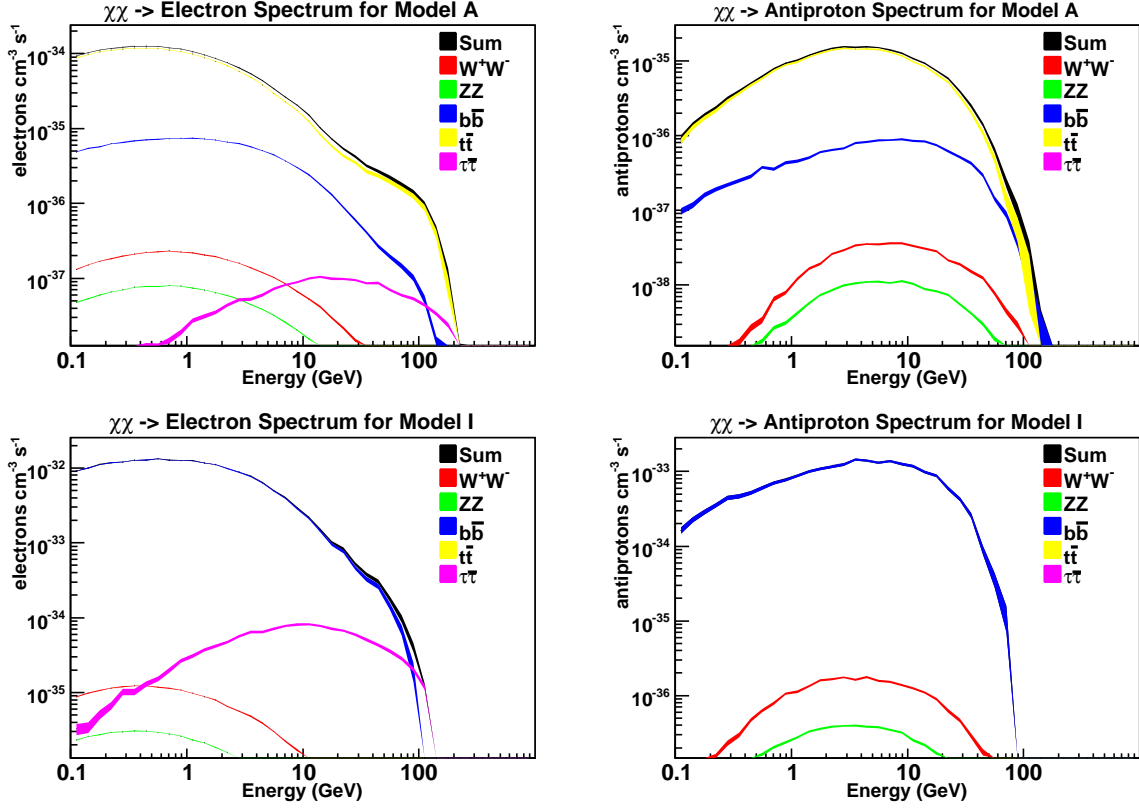 χχ -> Electron Spectrum for Model A
electrons cm⁻³ s⁻¹
10⁻³⁴
10⁻³⁵
10⁻³⁶
10⁻³⁷
Sum
W⁺W⁻
ZZ
bb̅
tt̅
ττ̅
0.1 1 10 100
Energy (GeV)
χχ -> Antiproton Spectrum for Model A
antiprotons cm⁻³ s⁻¹
10⁻³⁵
10⁻³⁶
10⁻³⁷
10⁻³⁸
Sum
W⁺W⁻
ZZ
bb̅
tt̅
ττ̅
0.1 1 10 100
Energy (GeV)
χχ -> Electron Spectrum for Model I
electrons cm⁻³ s⁻¹
10⁻³²
10⁻³³
10⁻³⁴
10⁻³⁵
Sum
W⁺W⁻
ZZ
bb̅
tt̅
ττ̅
0.1 1 10 100
Energy (GeV)
χχ -> Antiproton Spectrum for Model I
antiprotons cm⁻³ s⁻¹
10⁻³³
10⁻³⁴
10⁻³⁵
10⁻³⁶
Sum
W⁺W⁻
ZZ
bb̅
tt̅
ττ̅
0.1 1 10 100
Energy (GeV)